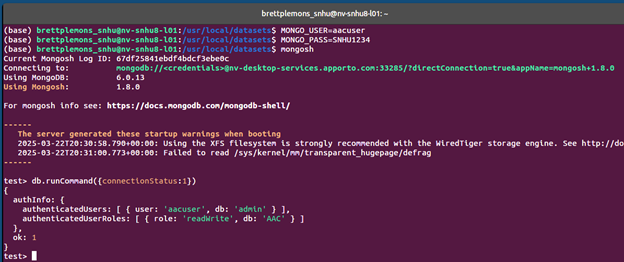 brettplemons_snhu@nv-snhu8-l01: ~
(base) brettplemons_snhu@nv-snhu8-l01:/usr/local/datasets$ MONGO_USER=aacuser
(base) brettplemons_snhu@nv-snhu8-l01:/usr/local/datasets$ MONGO_PASS=SNHU1234
(base) brettplemons_snhu@nv-snhu8-l01:/usr/local/datasets$ mongosh
Current Mongosh Log ID: 67df25841ebdf4bdcf3ebe0c
Connecting to: mongodb://<credentials>@nv-desktop-services.apporto.com:33285/?directConnection=true&appName=mongosh+1.8.0
Using MongoDB: 6.0.13
Using Mongosh: 1.8.0
For mongosh info see: https://docs.mongodb.com/mongodb-shell/
------
The server generated these startup warnings when booting
2025-03-22T20:30:58.790+00:00: Using the XFS filesystem is strongly recommended with the WiredTiger storage engine. See http://do
2025-03-22T20:31:00.773+00:00: Failed to read /sys/kernel/mm/transparent_hugepage/defrag
------
test> db.runCommand({connectionStatus:1})
{
authInfo: {
authenticatedUsers: [ { user: 'aacuser', db: 'admin' } ],
authenticatedUserRoles: [ { role: 'readWrite', db: 'AAC' } ]
},
ok: 1
}
test>